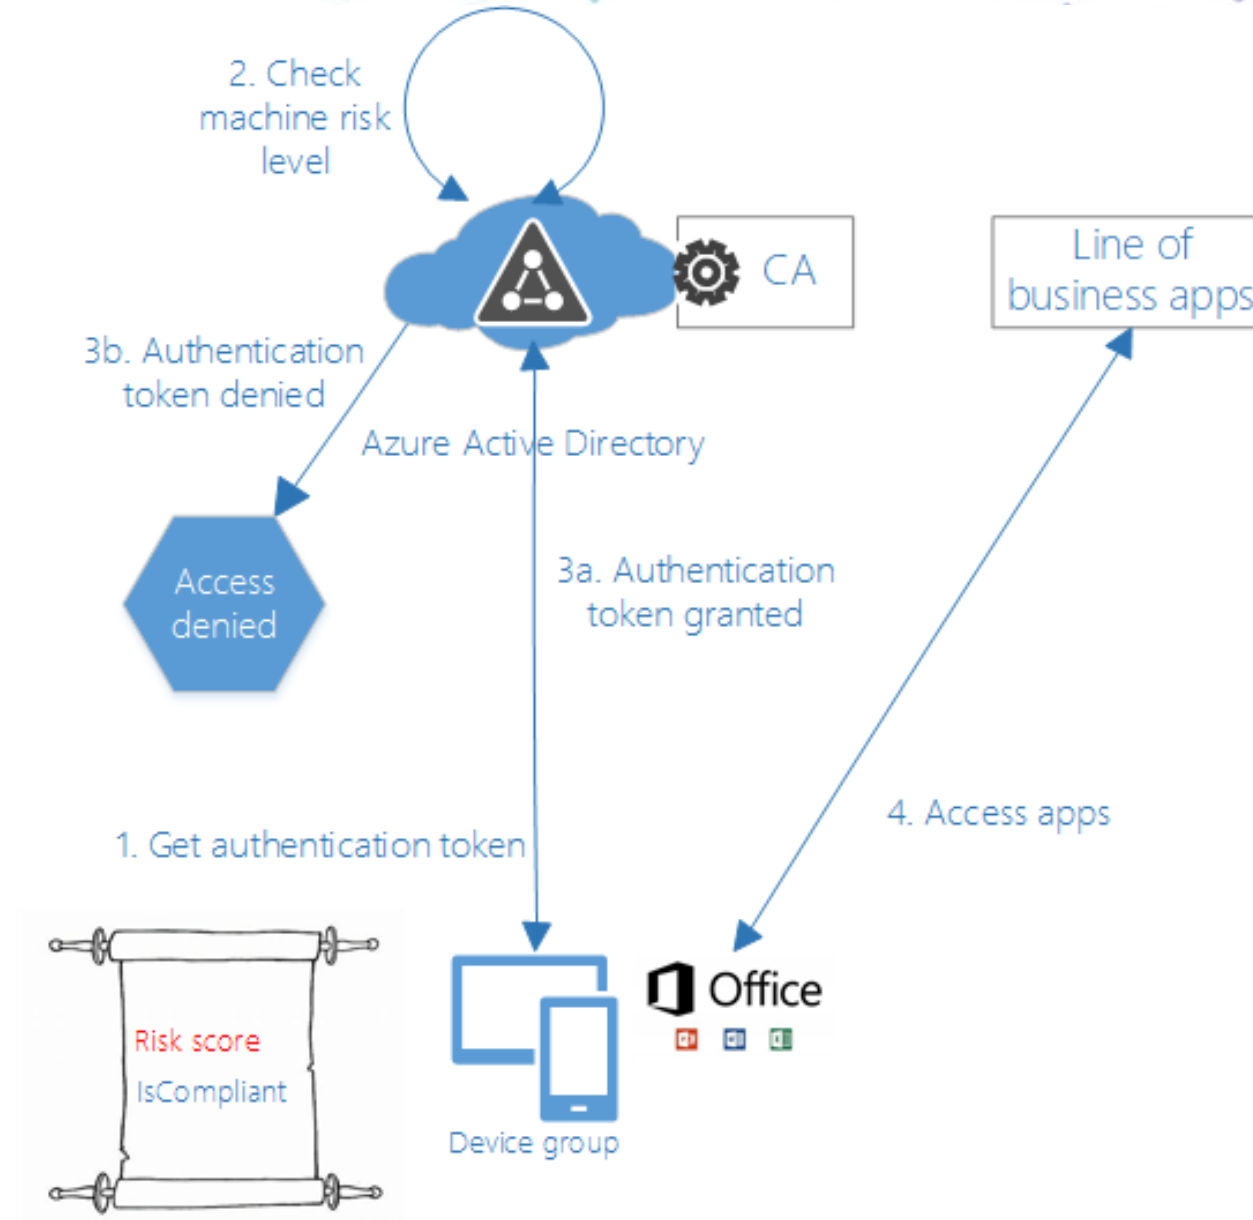 2. Check
machine risk
level
CA
Line of
business apps
3b. Authentication
token denied
Azure Active Directory
Access
denied
3a. Authentication
token granted
4. Access apps
1. Get authentication token
Risk score
IsCompliant
Office
Device group